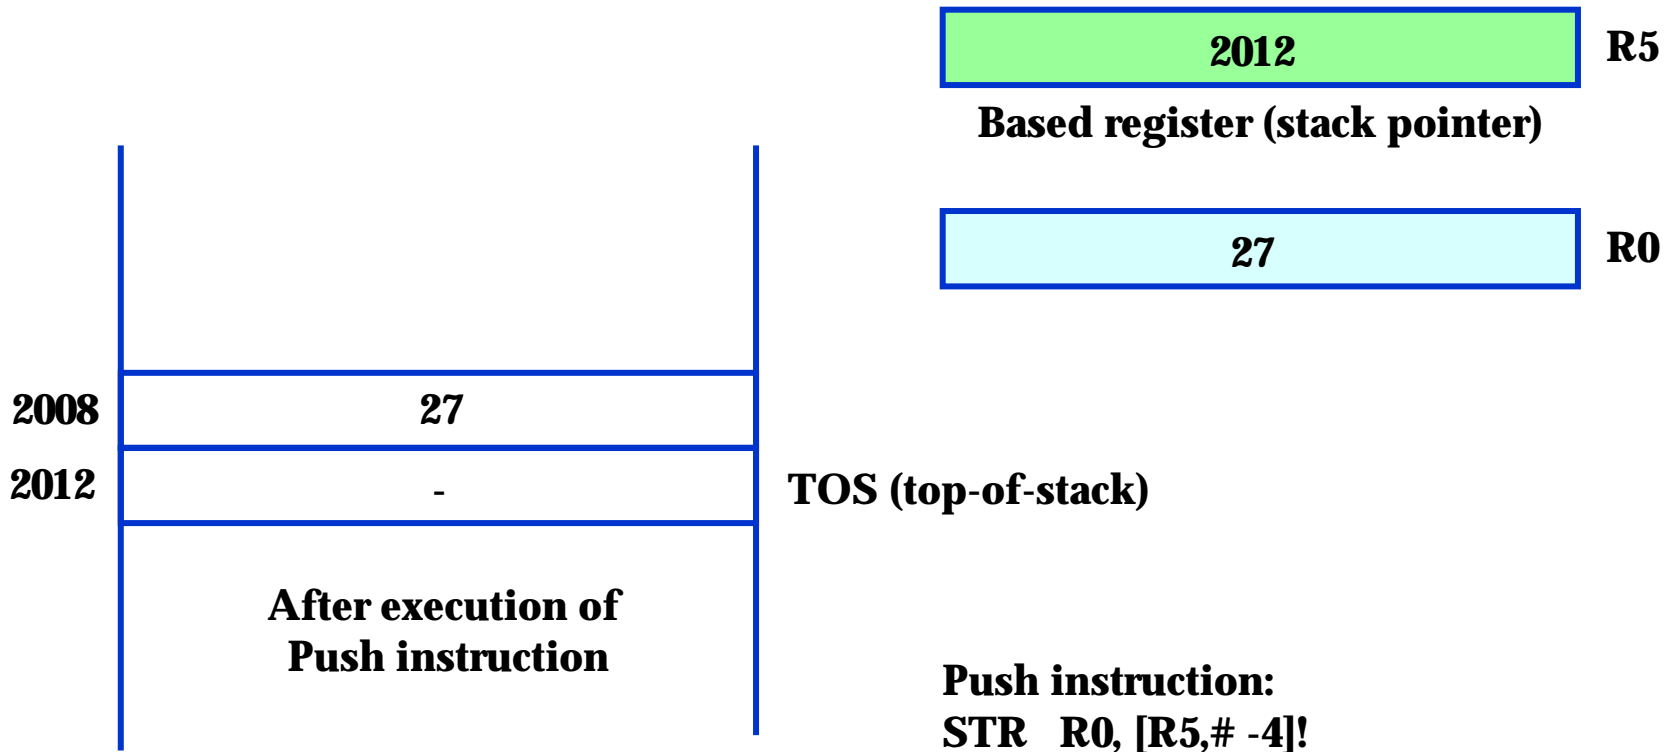 2012 R5
Based register (stack pointer)
27 R0
2008 27
2012 - TOS (top-of-stack)
After execution of
Push instruction
Push instruction:
STR R0, [R5,# -4]!